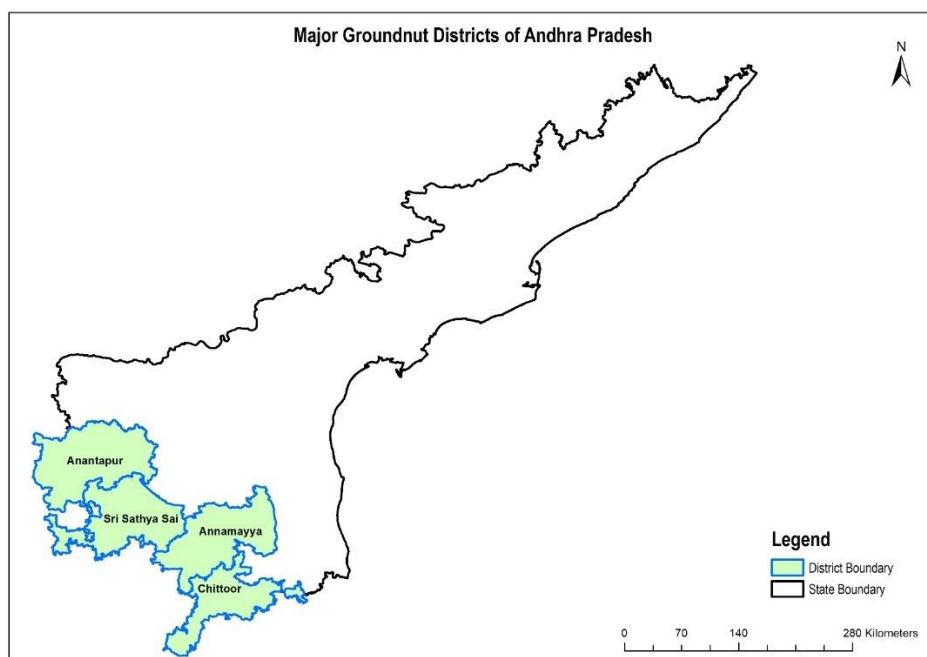 Major Groundnut Districts of Andhra Pradesh
N
Anantapur
Sri Sathya Sai
Annamayya
Chittoor
Legend
District Boundary
State Boundary
0 70 140 280 Kilometers